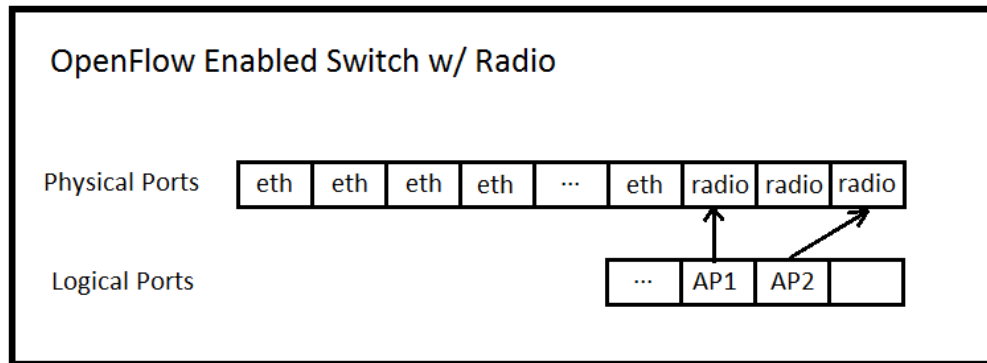 OpenFlow Enabled Switch w/ Radio
Physical Ports eth eth eth eth ... eth radio radio radio
Logical Ports ... AP1 AP2